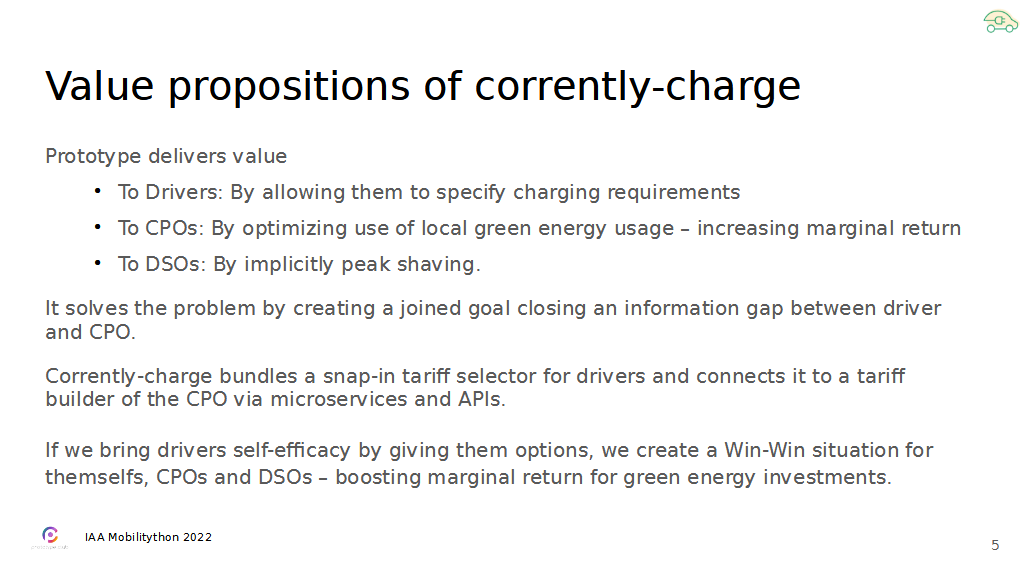 Value propositions of corrently-charge
Prototype delivers value
• To Drivers: By allowing them to specify charging requirements
• To CPOs: By optimizing use of local green energy usage – increasing marginal return
• To DSOs: By implicitly peak shaving.
It solves the problem by creating a joined goal closing an information gap between driver
and CPO.
Corrently-charge bundles a snap-in tariff selector for drivers and connects it to a tariff
builder of the CPO via microservices and APIs.
If we bring drivers self-efficacy by giving them options, we create a Win-Win situation for
themselfs, CPOs and DSOs – boosting marginal return for green energy investments.
IAA Mobilitython 2022
5